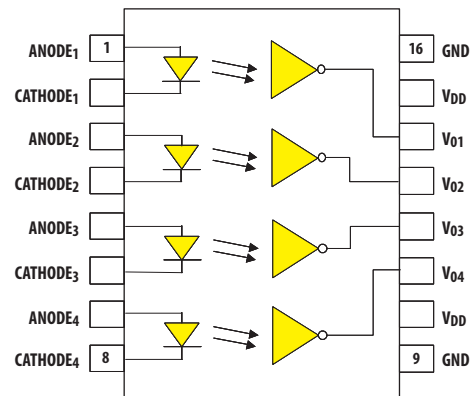 ANODE1 1 16 GND
CATHODE1 VDD
ANODE2 VO1
CATHODE2 VO2
ANODE3 VO3
CATHODE3 VO4
ANODE4 VDD
CATHODE4 8 9 GND